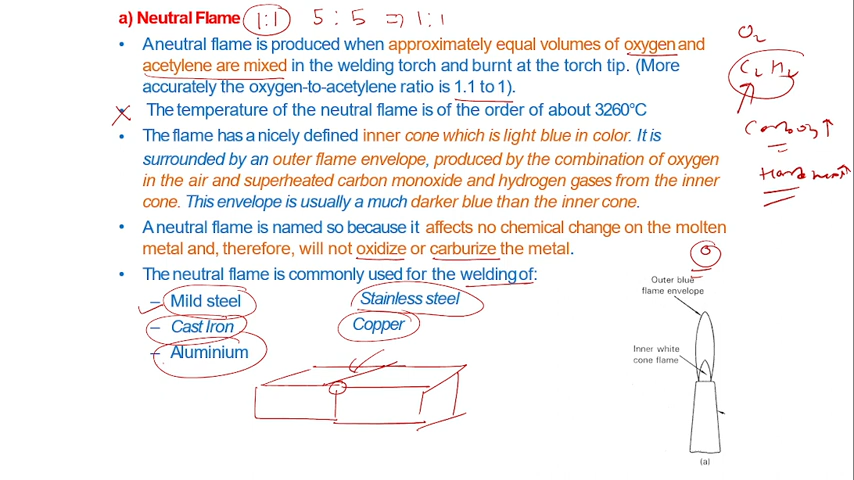 a) Neutral Flame 1:1 5 : 5 ⇒ 1:1
• A neutral flame is produced when approximately equal volumes of oxygen and
acetylene are mixed in the welding torch and burnt at the torch tip. (More
accurately the oxygen-to-acetylene ratio is 1.1 to 1).
The temperature of the neutral flame is of the order of about 3260°C
• The flame has a nicely defined inner cone which is light blue in color. It is
surrounded by an outer flame envelope, produced by the combination of oxygen
in the air and superheated carbon monoxide and hydrogen gases from the inner
cone. This envelope is usually a much darker blue than the inner cone.
• A neutral flame is named so because it affects no chemical change on the molten
metal and, therefore, will not oxidize or carburize the metal.
• The neutral flame is commonly used for the welding of:
– Mild steel Stainless steel
– Cast Iron Copper
– Aluminium
O2
C2 H2
Carbon ↑
Hardness ↑
Outer blue
flame envelope
Inner white
cone flame
(a)